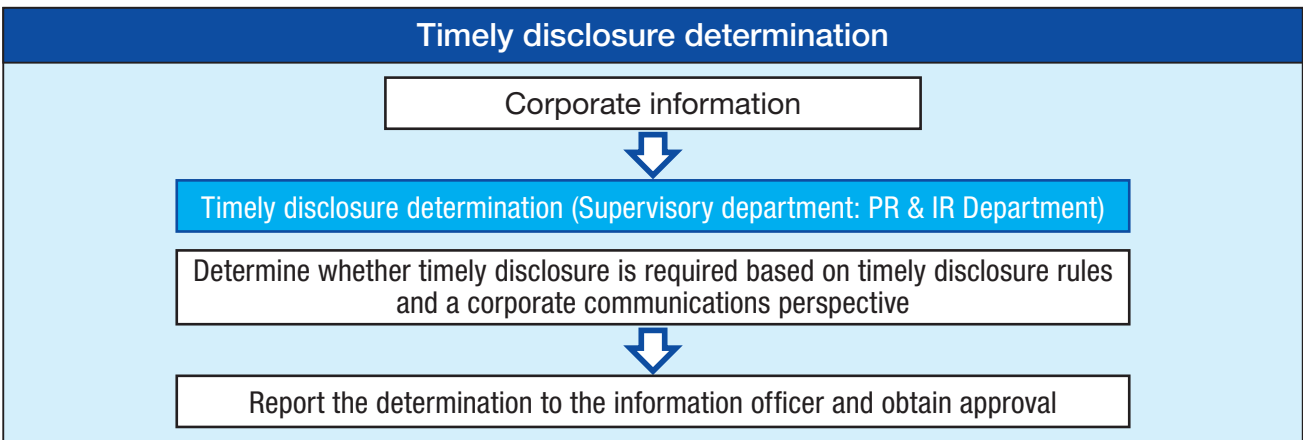 Timely disclosure determination
Corporate information
Timely disclosure determination (Supervisory department: PR & IR Department)
Determine whether timely disclosure is required based on timely disclosure rules
and a corporate communications perspective
Report the determination to the information officer and obtain approval